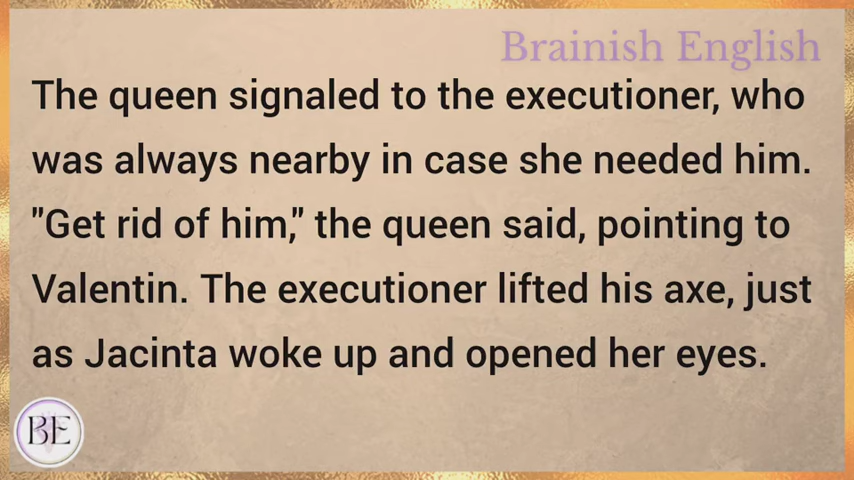 Brainish English
The queen signaled to the executioner, who
was always nearby in case she needed him.
"Get rid of him," the queen said, pointing to
Valentin. The executioner lifted his axe, just
as Jacinta woke up and opened her eyes.
BE